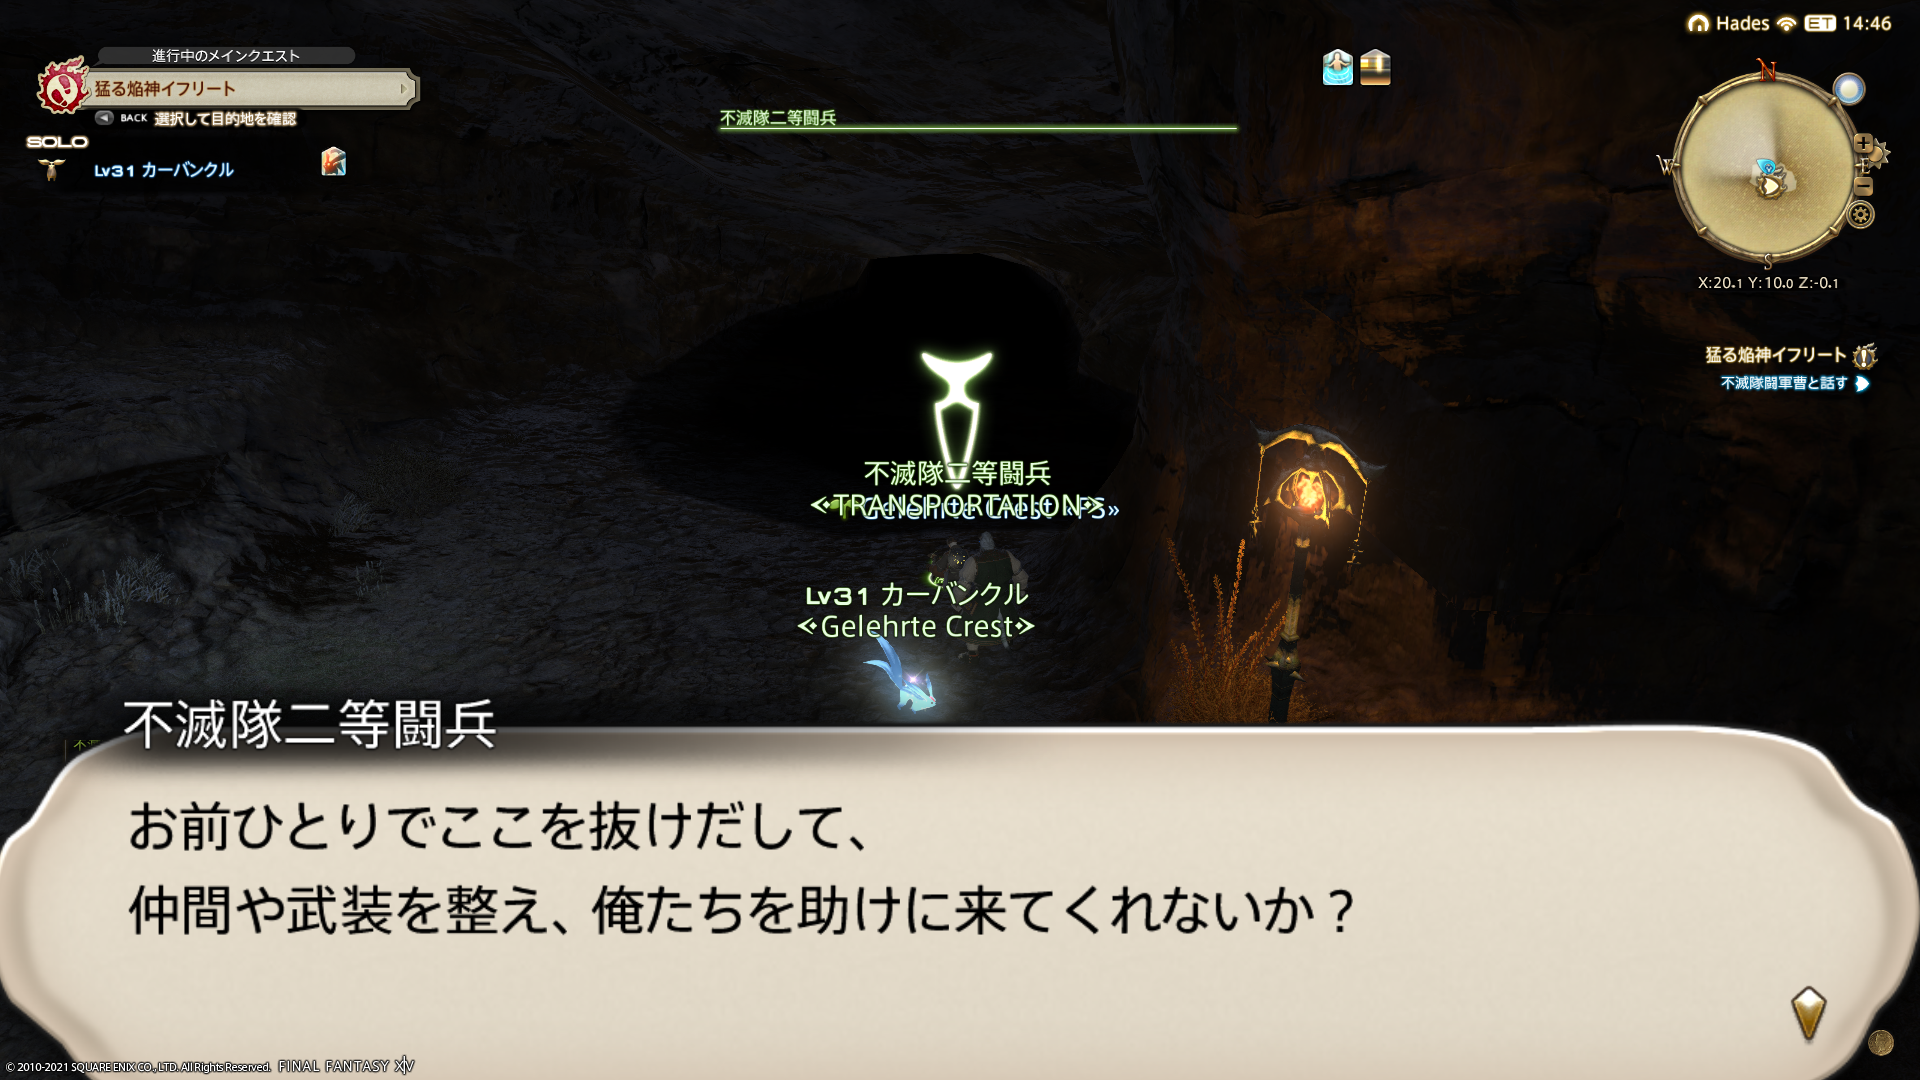 Hades ET 14:46
進行中のメインクエスト
猛る焔神イフリート
BACK 選択して目的地を確認
SOLO
Lv31 カーバンクル
不滅隊二等闘兵
N
W
E
S
X:20.1 Y:10.0 Z:-0.1
猛る焔神イフリート
不滅隊闘軍曹と話す
不滅隊二等闘兵
TRANSPORTATION
Gelehrte Crest «FS»
Lv31 カーバンクル
Gelehrte Crest
不滅隊二等闘兵
お前ひとりでここを抜けだして、
仲間や武装を整え、俺たちを助けに来てくれないか？
© 2010-2021 SQUARE ENIX CO., LTD. All Rights Reserved. FINAL FANTASY XIV